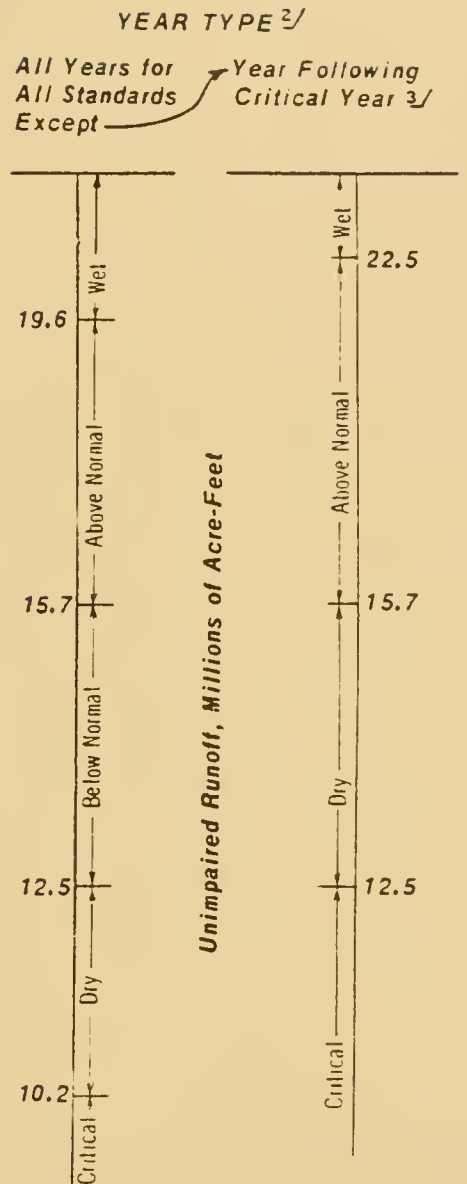 YEAR TYPE 2/
All Years for
All Standards
Except
Year Following
Critical Year 3/
Wet
19.6
Above Normal
15.7
Below Normal
12.5
Dry
10.2
Critical
Unimpaired Runoff, Millions of Acre-Feet
Wet
22.5
Above Normal
15.7
Dry
12.5
Critical